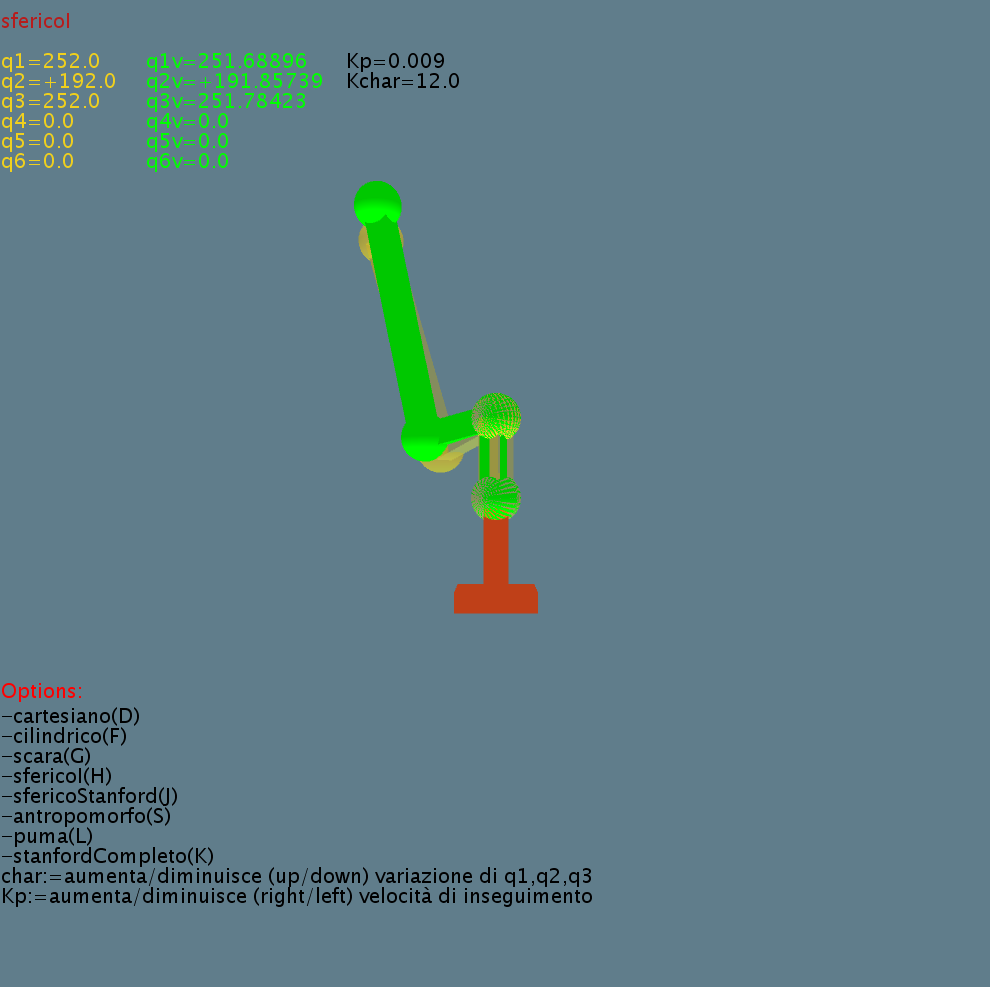 sfericoI
q1=252.0 q1v=251.68896 Kp=0.009
q2=+192.0 q2v=+191.85739 Kchar=12.0
q3=252.0 q3v=251.78423
q4=0.0 q4v=0.0
q5=0.0 q5v=0.0
q6=0.0 q6v=0.0
Options:
-cartesiano(D)
-cilindrico(F)
-scara(G)
-sfericoI(H)
-sfericoStanford(J)
-antropomorfo(S)
-puma(L)
-stanfordCompleto(K)
char:=aumenta/diminuisce (up/down) variazione di q1,q2,q3
Kp:=aumenta/diminuisce (right/left) velocità di inseguimento